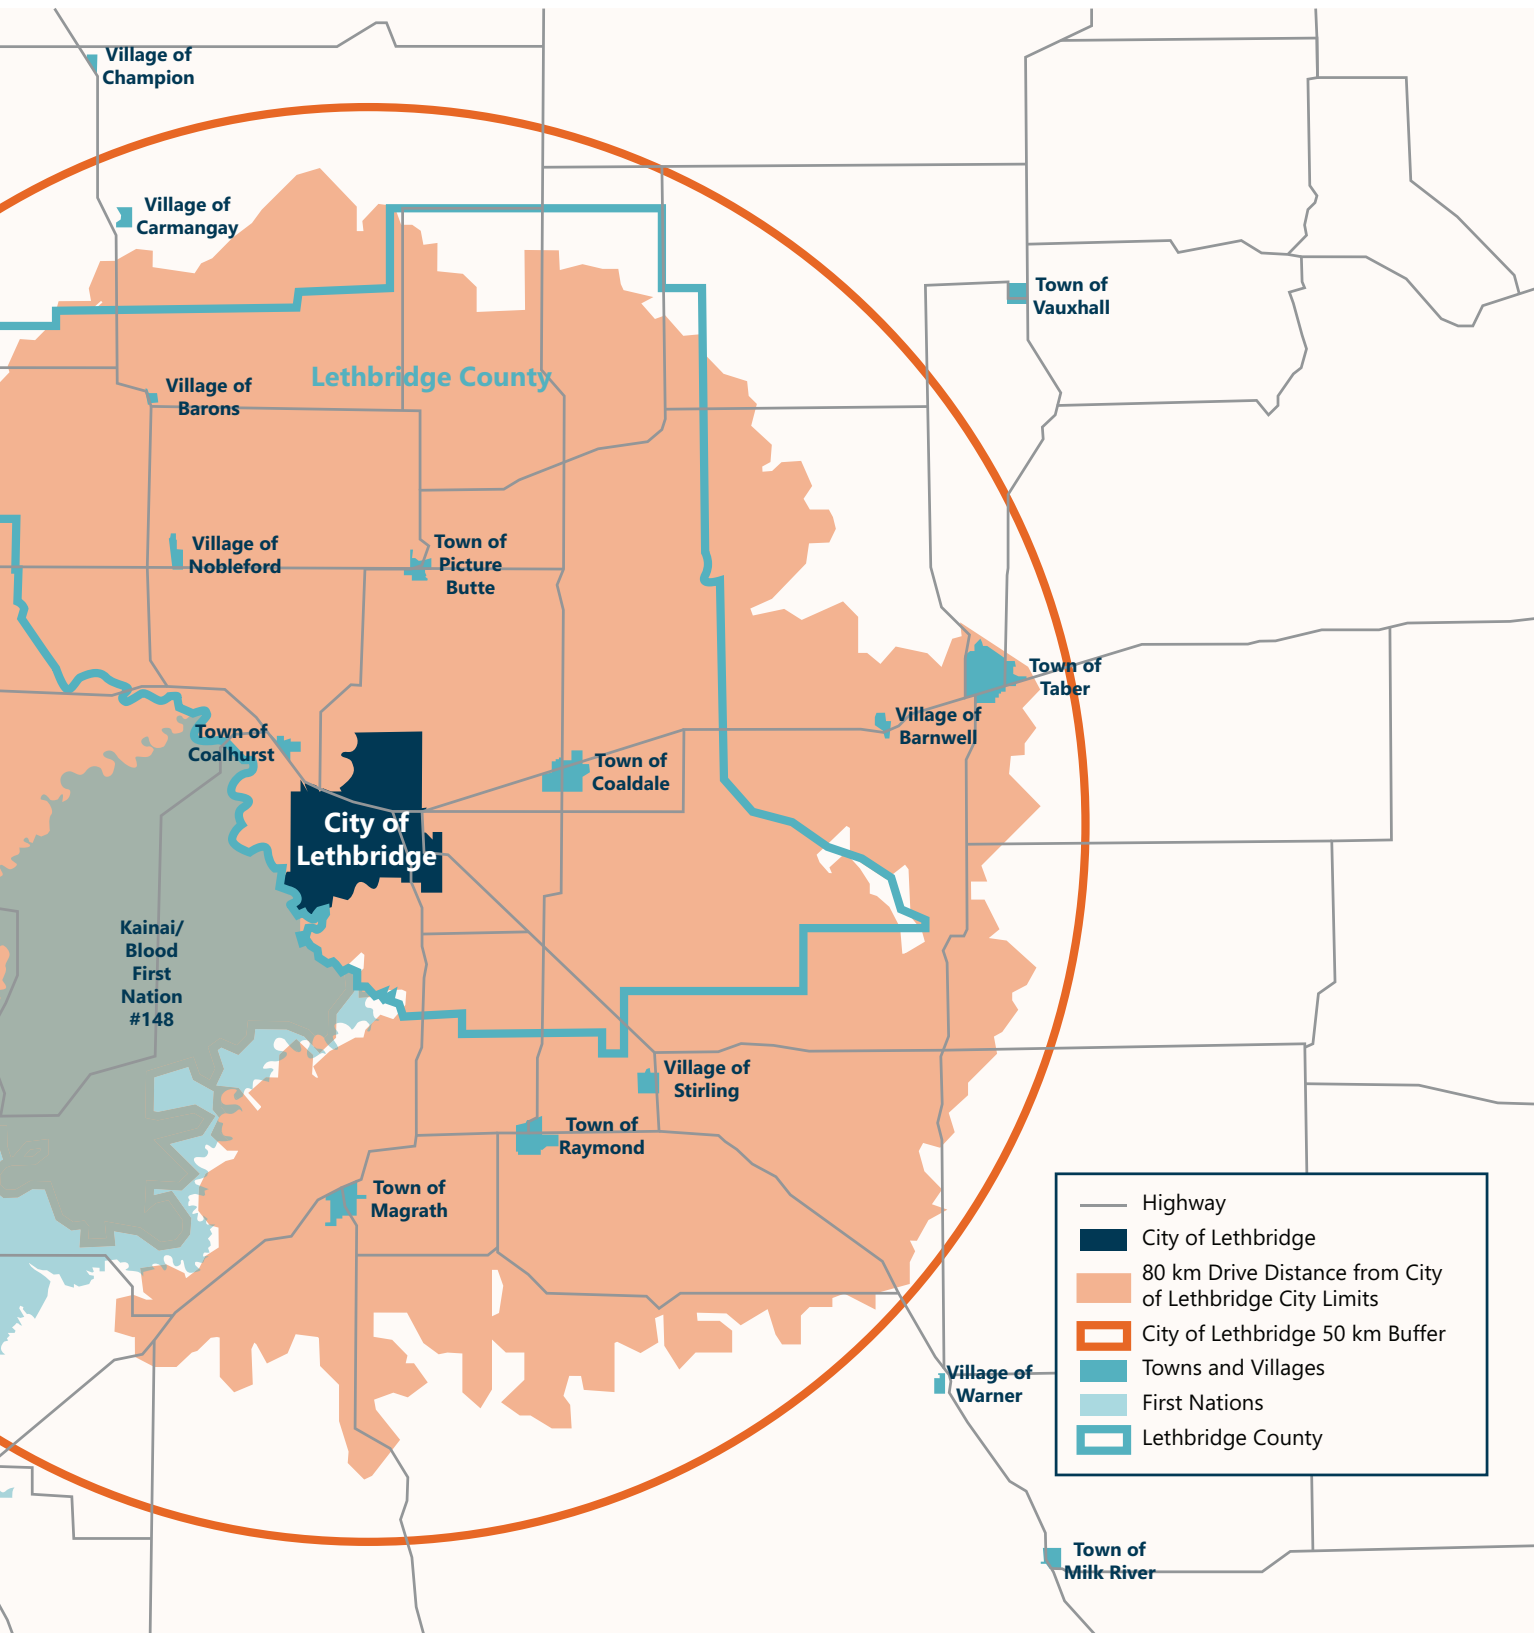 Village of
Champion
Village of
Carmangay
Town of
Vauxhall
Lethbridge County
Village of
Barons
Village of
Nobleford
Town of
Picture
Butte
Town of
Taber
Village of
Barnwell
Town of
Coalhurst
Town of
Coaldale
City of
Lethbridge
Kainai/
Blood
First
Nation
#148
Village of
Stirling
Town of
Raymond
Town of
Magrath
Highway
City of Lethbridge
80 km Drive Distance from City
of Lethbridge City Limits
City of Lethbridge 50 km Buffer
Towns and Villages
First Nations
Lethbridge County
Village of
Warner
Town of
Milk River